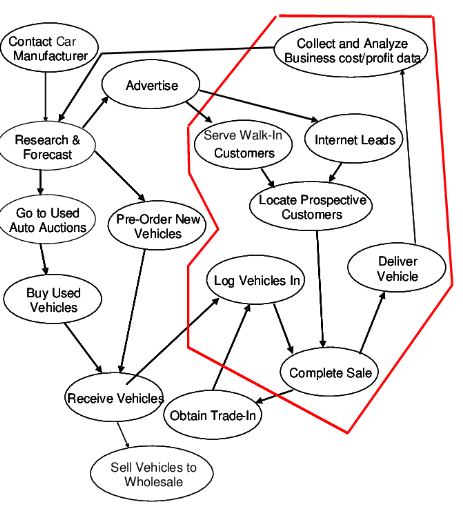 Contact Car
Manufacturer
Collect and Analyze
Business cost/profit data
Advertise
Research &
Forecast
Serve Walk-In
Customers
Internet Leads
Go to Used
Auto Auctions
Pre-Order New
Vehicles
Locate Prospective
Customers
Buy Used
Vehicles
Log Vehicles In
Deliver
Vehicle
Receive Vehicles
Complete Sale
Obtain Trade-In
Sell Vehicles to
Wholesale